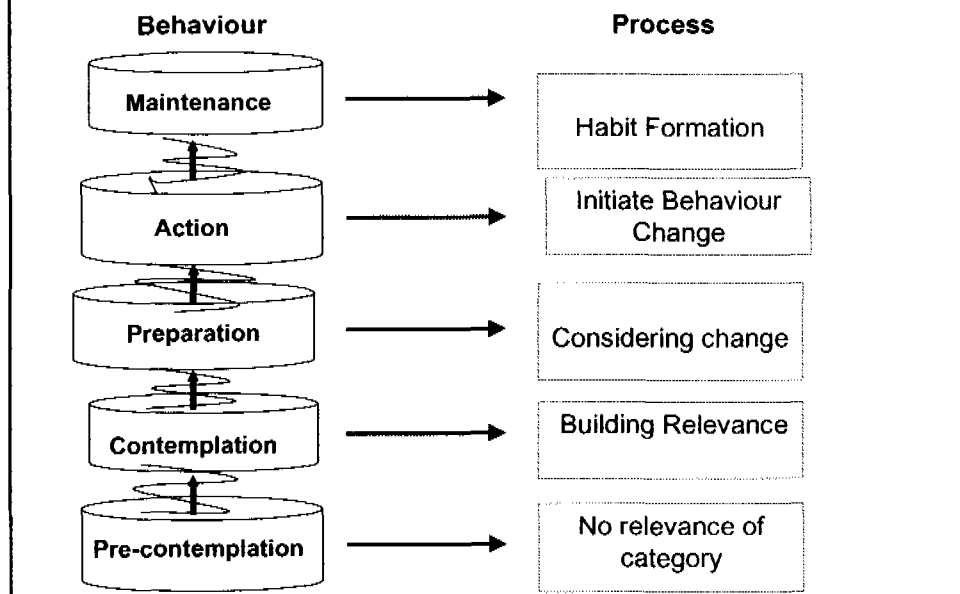 Behaviour Process
Maintenance
Habit Formation
Action
Initiate Behaviour
Change
Preparation
Considering change
Contemplation
Building Relevance
Pre-contemplation
No relevance of
category